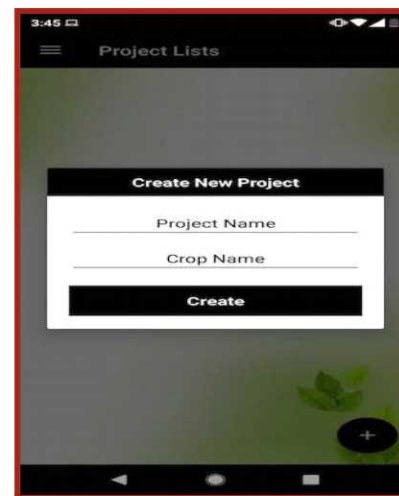 3:45
Project Lists
Create New Project
Project Name
Crop Name
Create
+